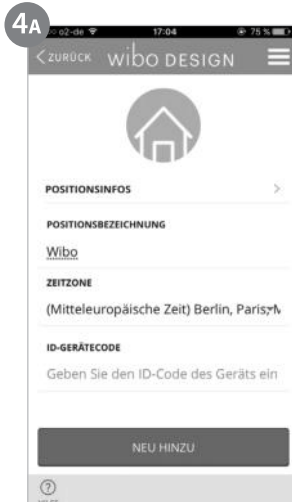 4A
o2-de 17:04 75 %
ZURÜCK wibo DESIGN
POSITIONSINFOS
POSITIONSBEZEICHNUNG
Wibo
ZEITZONE
(Mitteleuropäische Zeit) Berlin, Paris, M
ID-GERÄTECODE
Geben Sie den ID-Code des Geräts ein
NEU HINZU